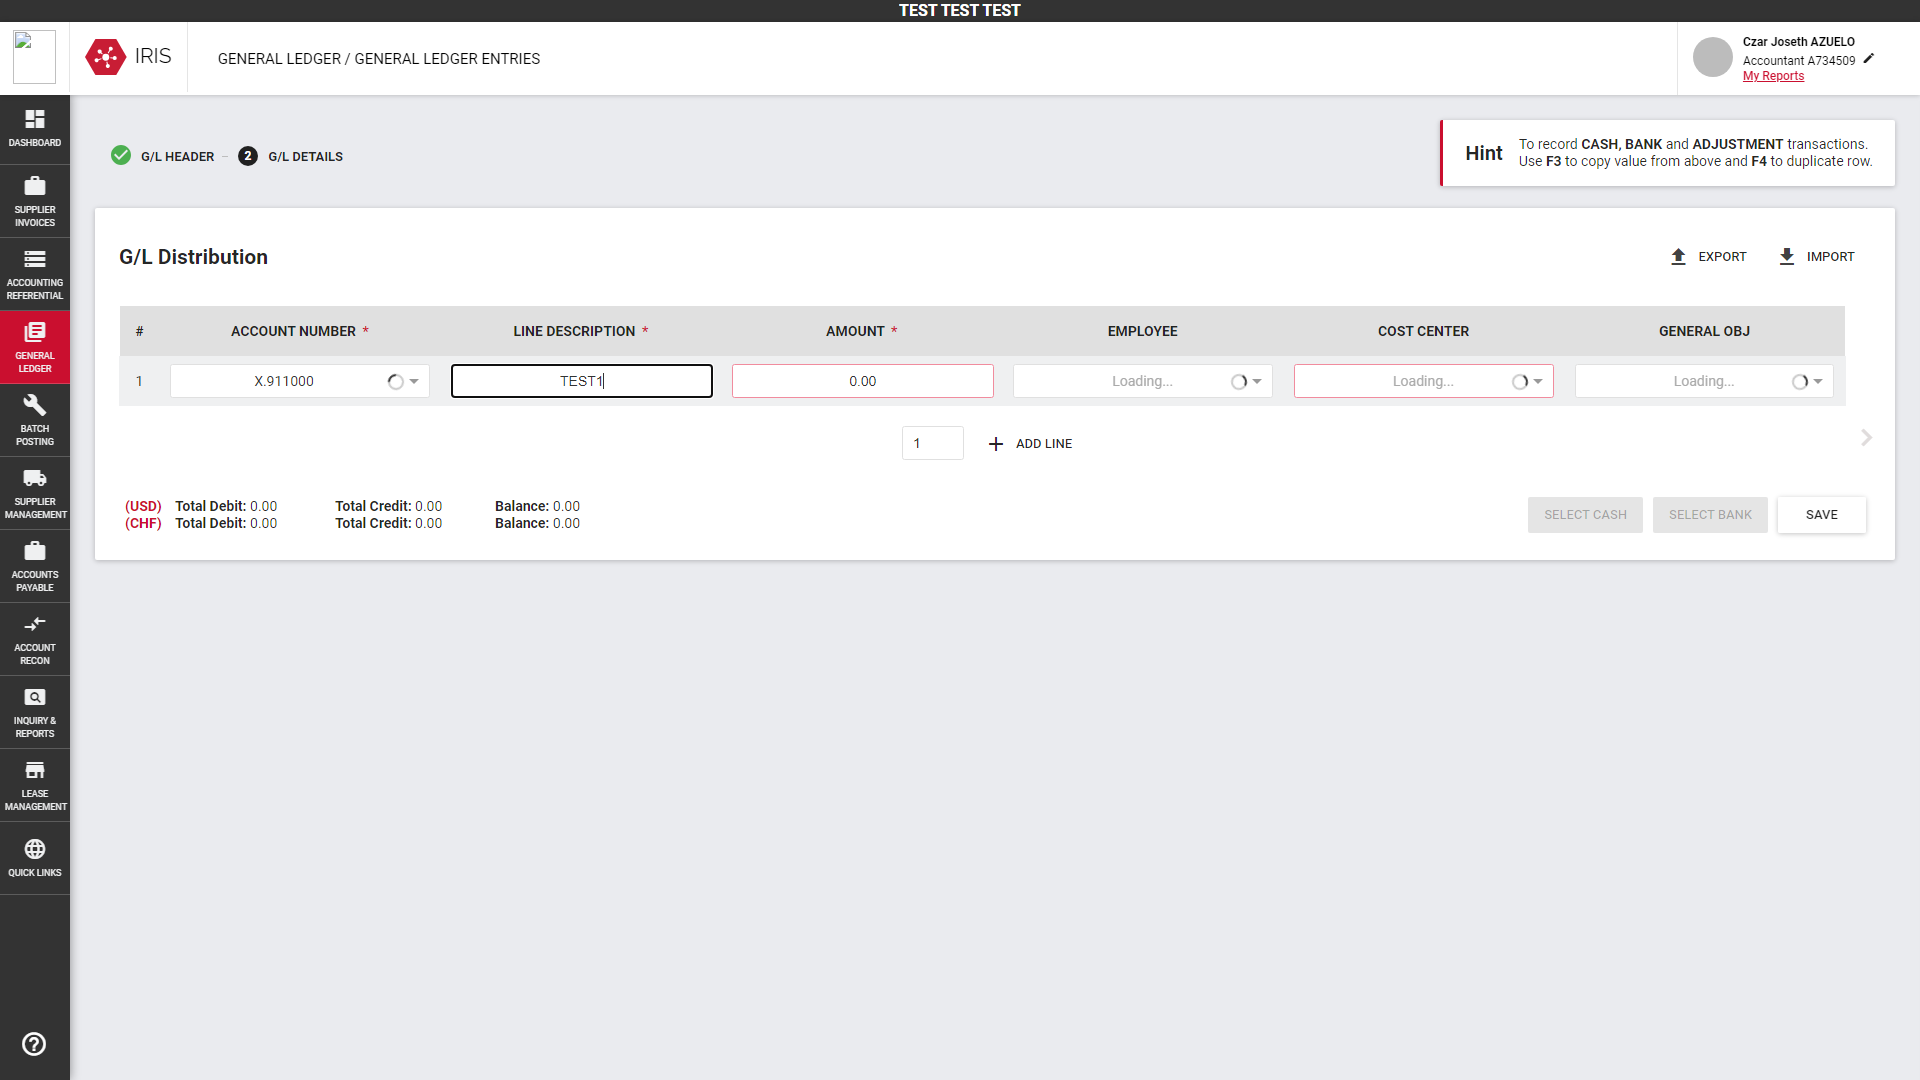 TEST TEST TEST
IRIS
GENERAL LEDGER / GENERAL LEDGER ENTRIES
Czar Joseth AZUELO
Accountant A734509
My Reports
DASHBOARD
SUPPLIER
INVOICES
ACCOUNTING
REFERENTIAL
GENERAL
LEDGER
BATCH
POSTING
SUPPLIER
MANAGEMENT
ACCOUNTS
PAYABLE
ACCOUNT
RECON
INQUIRY &
REPORTS
LEASE
MANAGEMENT
QUICK LINKS
G/L HEADER – 2 G/L DETAILS
Hint
To record CASH, BANK and ADJUSTMENT transactions.
Use F3 to copy value from above and F4 to duplicate row.
G/L Distribution
EXPORT IMPORT
# ACCOUNT NUMBER * LINE DESCRIPTION * AMOUNT * EMPLOYEE COST CENTER GENERAL OBJ
1 X.911000 TEST1 0.00 Loading... Loading... Loading...
1 ADD LINE
(USD) Total Debit: 0.00 Total Credit: 0.00 Balance: 0.00
(CHF) Total Debit: 0.00 Total Credit: 0.00 Balance: 0.00
SELECT CASH SELECT BANK SAVE